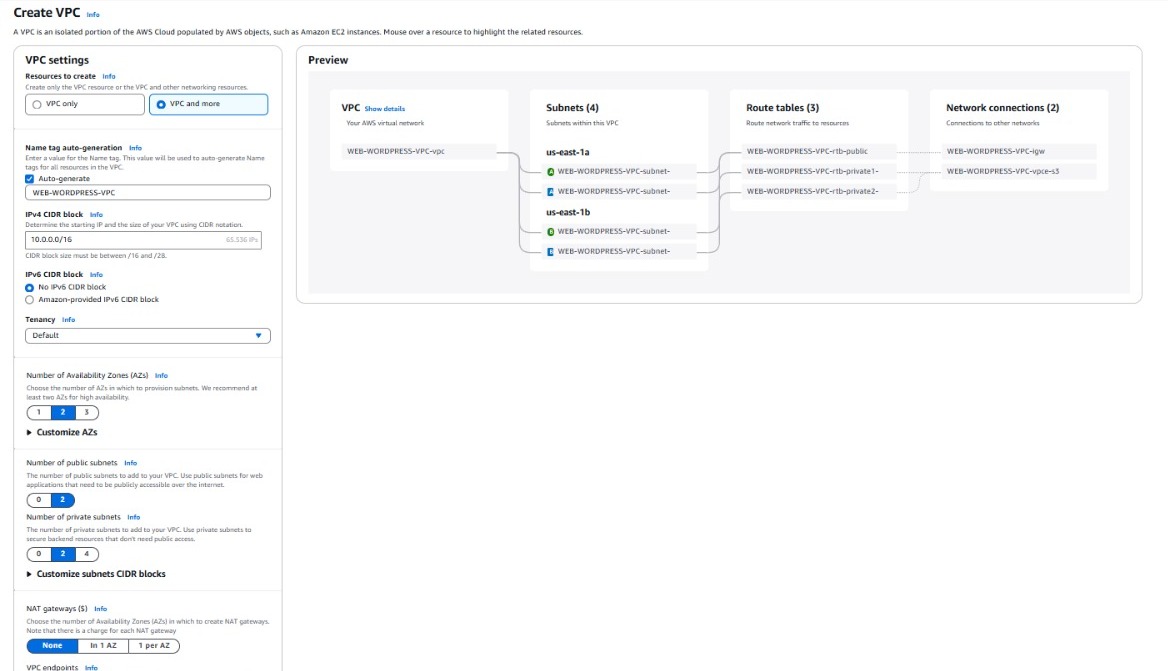 Create VPC Info
A VPC is an isolated portion of the AWS Cloud populated by AWS objects, such as Amazon EC2 instances. Mouse over a resource to highlight the related resources.
VPC settings
Resources to create Info
Create only the VPC resource or the VPC and other networking resources.
VPC only
VPC and more
Name tag auto-generation Info
Enter a value for the Name tag. This value will be used to auto-generate Name
tags for all resources in the VPC.
Auto-generate
WEB-WORDPRESS-VPC
IPv4 CIDR block Info
Determine the starting IP and the size of your VPC using CIDR notation.
10.0.0.0/16 65,536 IPs
CIDR block size must be between /16 and /28.
IPv6 CIDR block Info
No IPv6 CIDR block
Amazon-provided IPv6 CIDR block
Tenancy Info
Default
Number of Availability Zones (AZs) Info
Choose the number of AZs in which to provision subnets. We recommend at
least two AZs for high availability.
1 2 3
Customize AZs
Number of public subnets Info
The number of public subnets to add to your VPC. Use public subnets for web
applications that need to be publicly accessible over the internet.
0 2
Number of private subnets Info
The number of private subnets to add to your VPC. Use private subnets to
secure backend resources that don't need public access.
0 2 4
Customize subnets CIDR blocks
NAT gateways ($) Info
Choose the number of Availability Zones (AZs) in which to create NAT gateways.
Note that there is a charge for each NAT gateway
None In 1 AZ 1 per AZ
VPC endpoints Info
Preview
VPC Show details
Your AWS virtual network
WEB-WORDPRESS-VPC-vpc
Subnets (4)
Subnets within this VPC
us-east-1a
A WEB-WORDPRESS-VPC-subnet-
A WEB-WORDPRESS-VPC-subnet-
us-east-1b
B WEB-WORDPRESS-VPC-subnet-
B WEB-WORDPRESS-VPC-subnet-
Route tables (3)
Route network traffic to resources
WEB-WORDPRESS-VPC-rtb-public
WEB-WORDPRESS-VPC-rtb-private1-
WEB-WORDPRESS-VPC-rtb-private2-
Network connections (2)
Connections to other networks
WEB-WORDPRESS-VPC-igw
WEB-WORDPRESS-VPC-vpce-s3